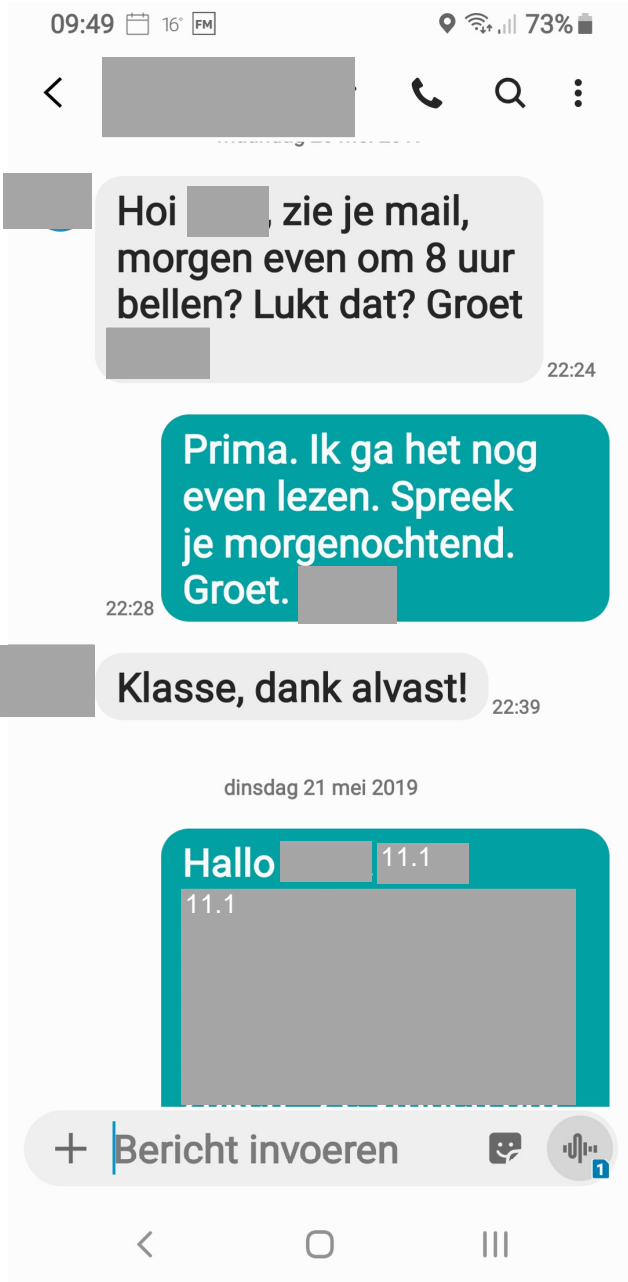 09:49 16° FM 73%
Hoi , zie je mail,
morgen even om 8 uur
bellen? Lukt dat? Groet
22:24
Prima. Ik ga het nog
even lezen. Spreek
je morgenochtend.
Groet.
22:28
Klasse, dank alvast!
22:39
dinsdag 21 mei 2019
Hallo 11.1
11.1
Bericht invoeren
1